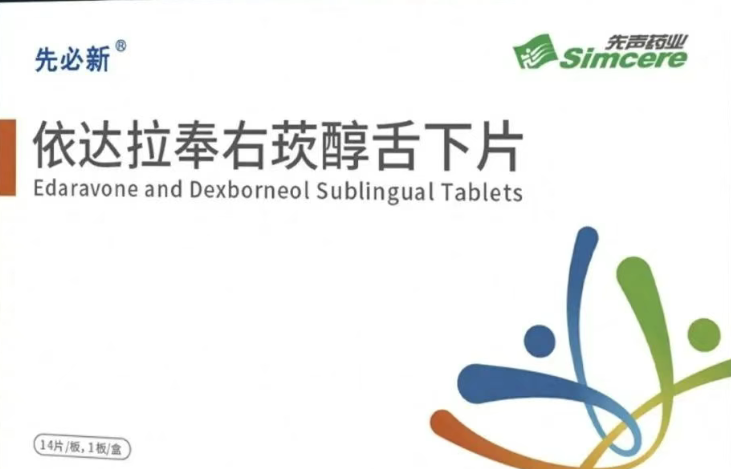 先必新®
先声药业
Simcere
依达拉奉右莰醇舌下片
Edaravone and Dexborneol Sublingual Tablets
14片/板,1板/盒